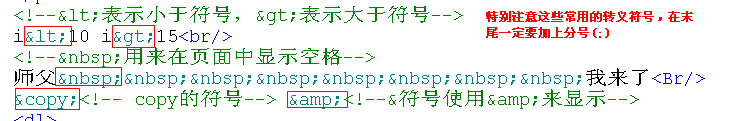 <!--&lt;表示小于符号，&gt;表示大于符号-->
i&lt;10 i&gt;15<br/>
<!--&nbsp;用来在页面中显示空格-->
师父&nbsp;&nbsp;&nbsp;&nbsp;&nbsp;&nbsp;&nbsp;&nbsp;我来了<Br/>
&copy;<!-- copy的符号--> &amp;<!--&符号使用&amp;来显示-->
<dl>
特别注意这些常用的转义符号，在末
尾一定要加上分号(;)